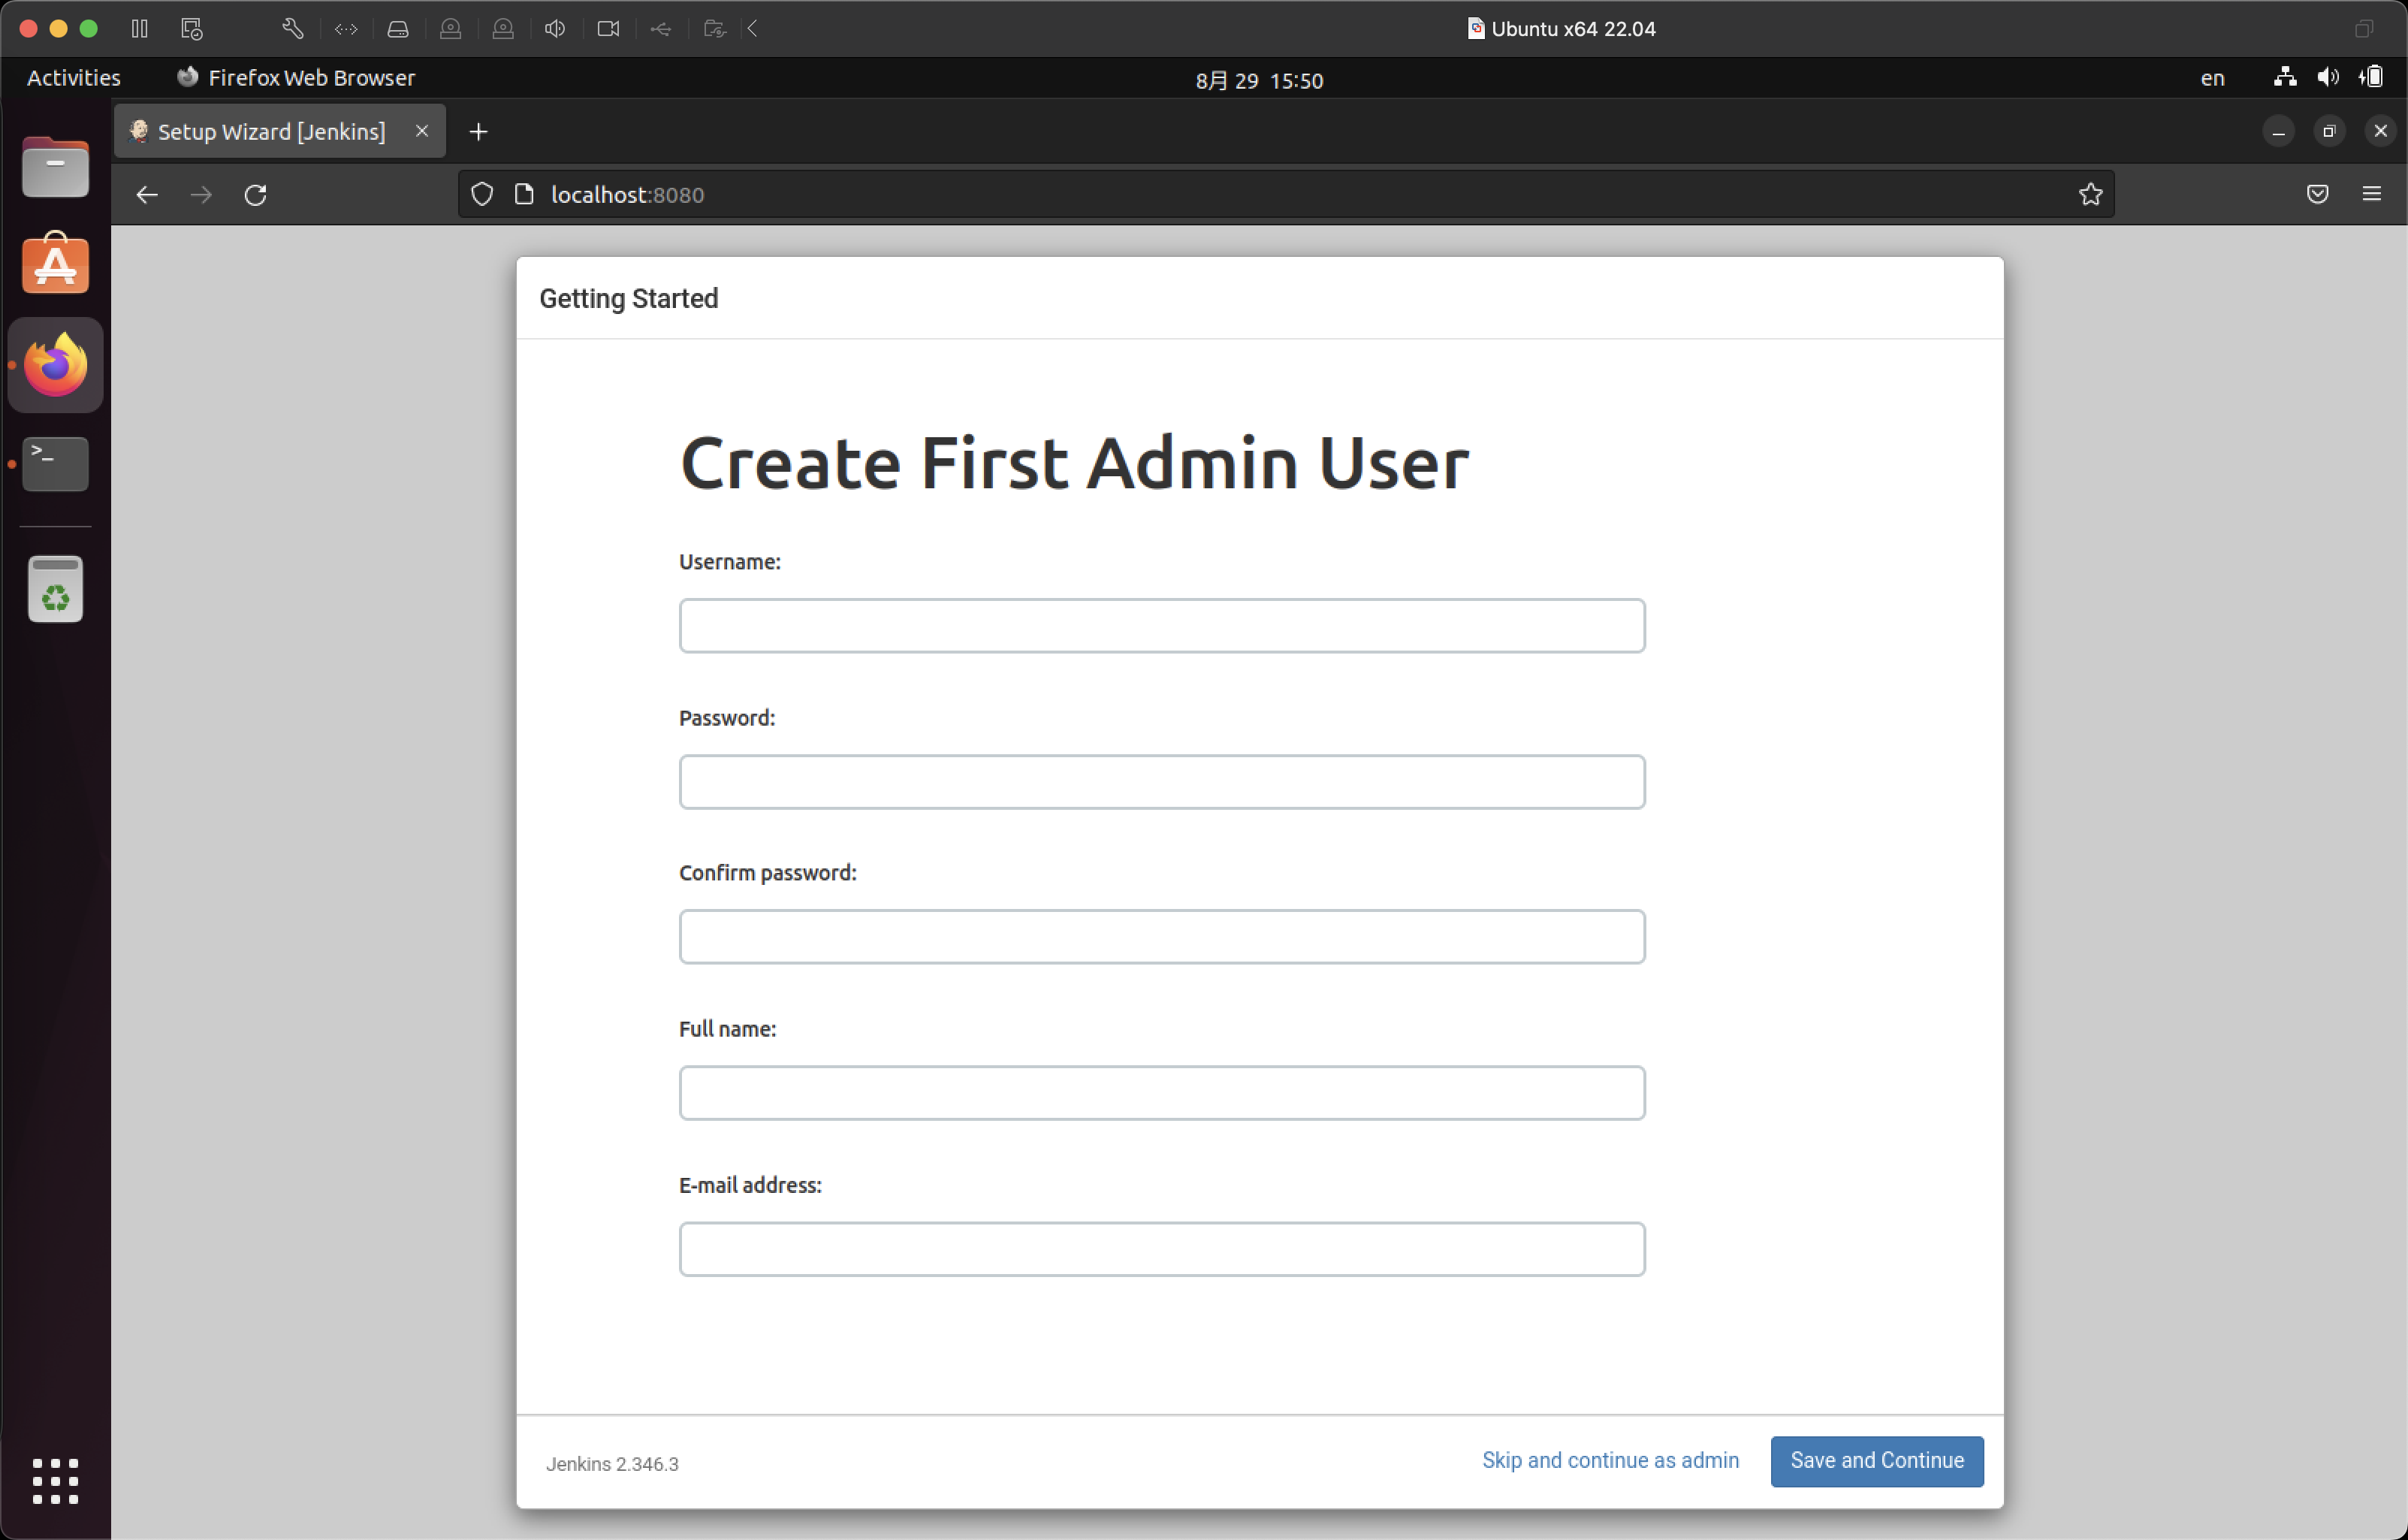 Ubuntu x64 22.04
Activities
Firefox Web Browser
8月 29 15:50
en
Setup Wizard [Jenkins]
localhost:8080
Getting Started
Create First Admin User
Username:
Password:
Confirm password:
Full name:
E-mail address:
Jenkins 2.346.3
Skip and continue as admin
Save and Continue